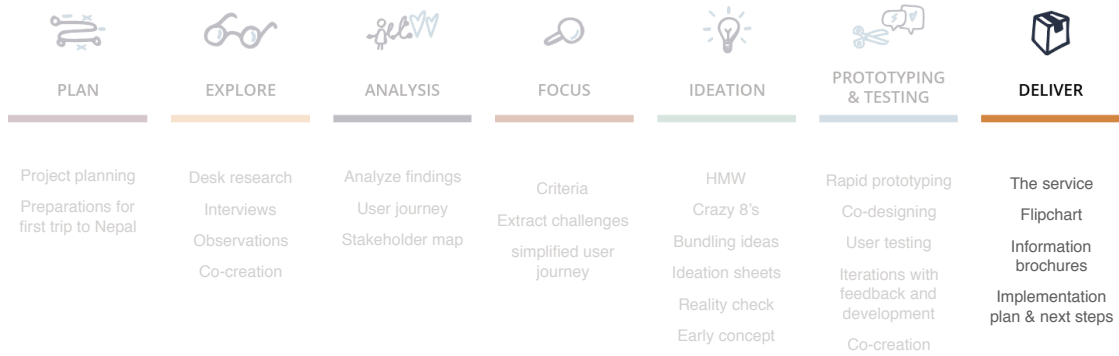 PLAN
EXPLORE
ANALYSIS
FOCUS
IDEATION
PROTOTYPING
& TESTING
DELIVER
Project planning
Preparations for
first trip to Nepal
Desk research
Interviews
Observations
Co-creation
Analyze findings
User journey
Stakeholder map
Criteria
Extract challenges
simplified user
journey
HMW
Crazy 8's
Bundling ideas
Ideation sheets
Reality check
Early concept
Rapid prototyping
Co-designing
User testing
Iterations with
feedback and
development
Co-creation
The service
Flipchart
Information
brochures
Implementation
plan & next steps